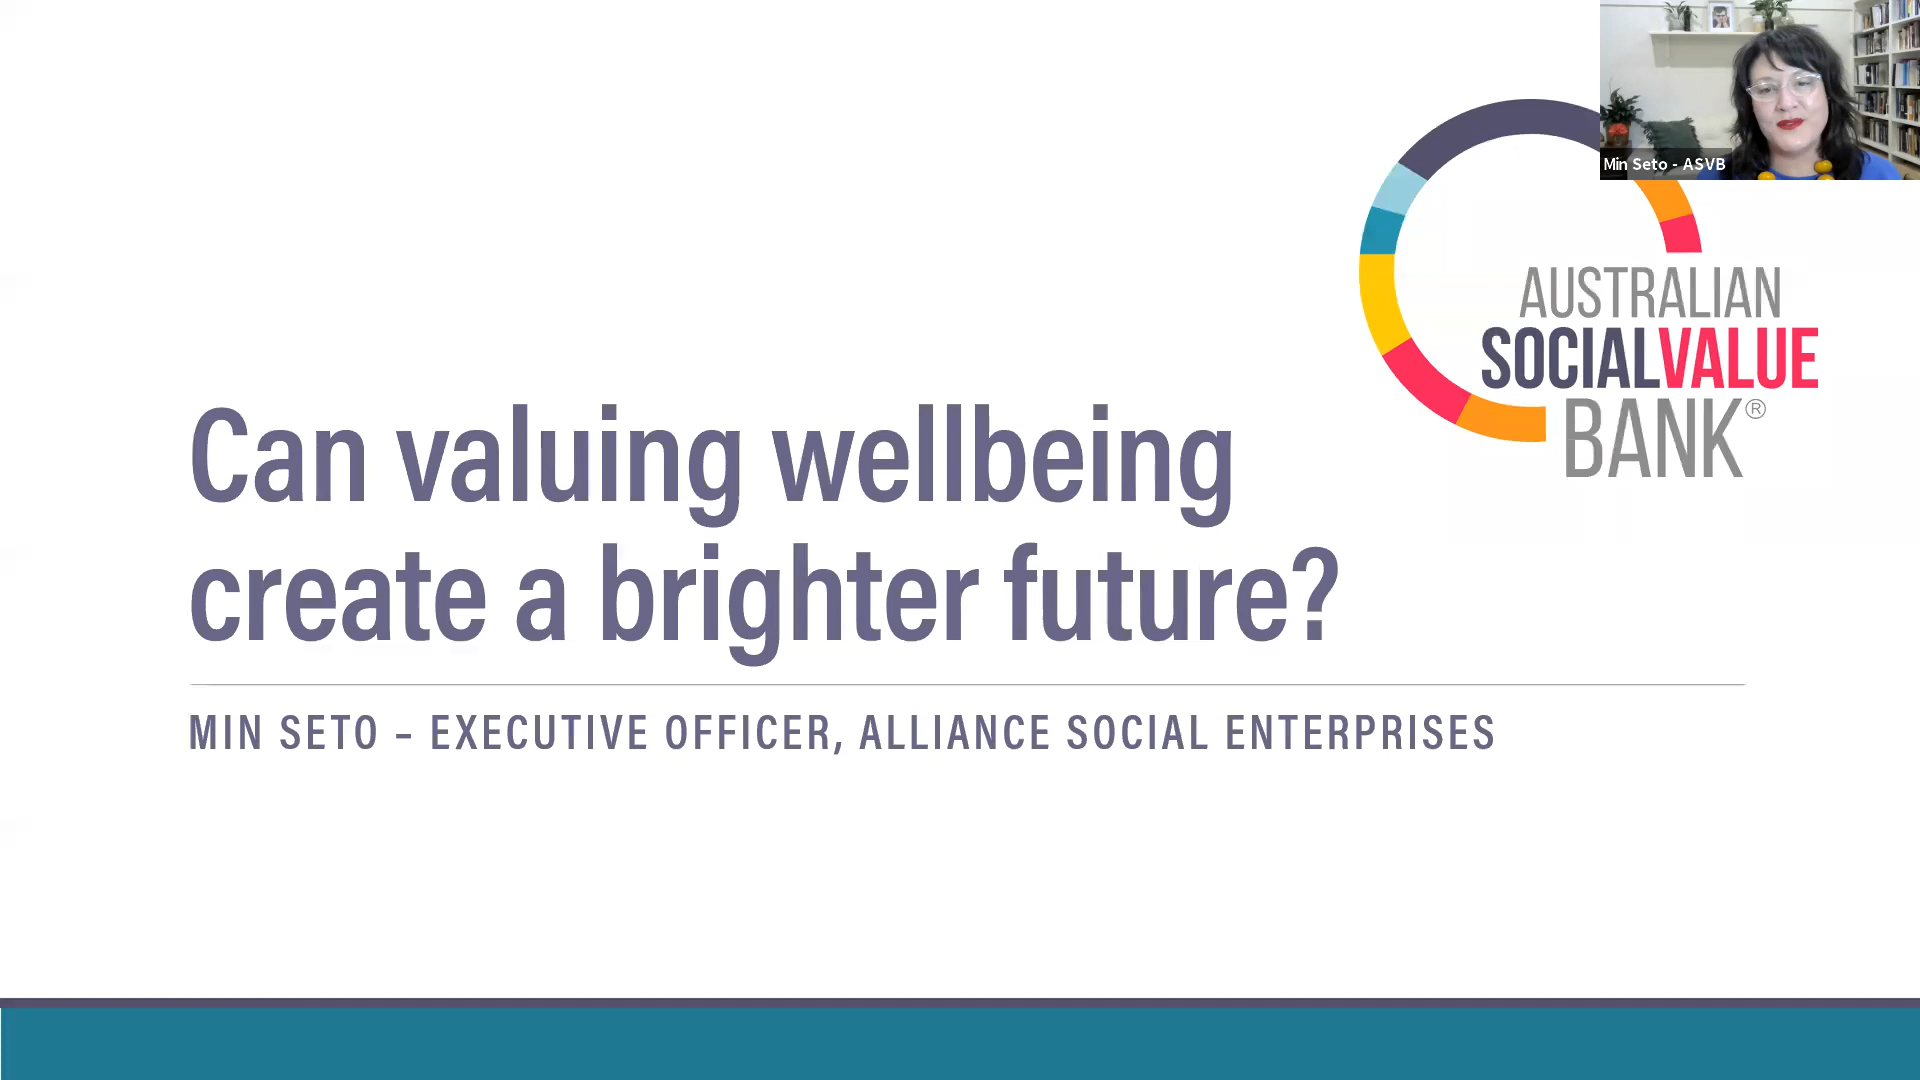 Min Seto - ASVB
AUSTRALIAN
SOCIALVALUE
BANK®
Can valuing wellbeing
create a brighter future?
MIN SETO – EXECUTIVE OFFICER, ALLIANCE SOCIAL ENTERPRISES